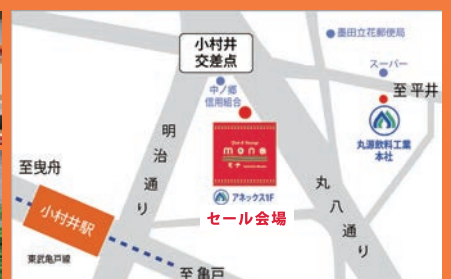 小村井
交差点
墨田立花郵便局
スーパー
中ノ郷
信用組合
至 平井
丸源飲料工業
本社
mono
モナ
アネックス1F
セール会場
明治通り
丸八通り
至曳舟
小村井駅
東武亀戸線
至 亀戸